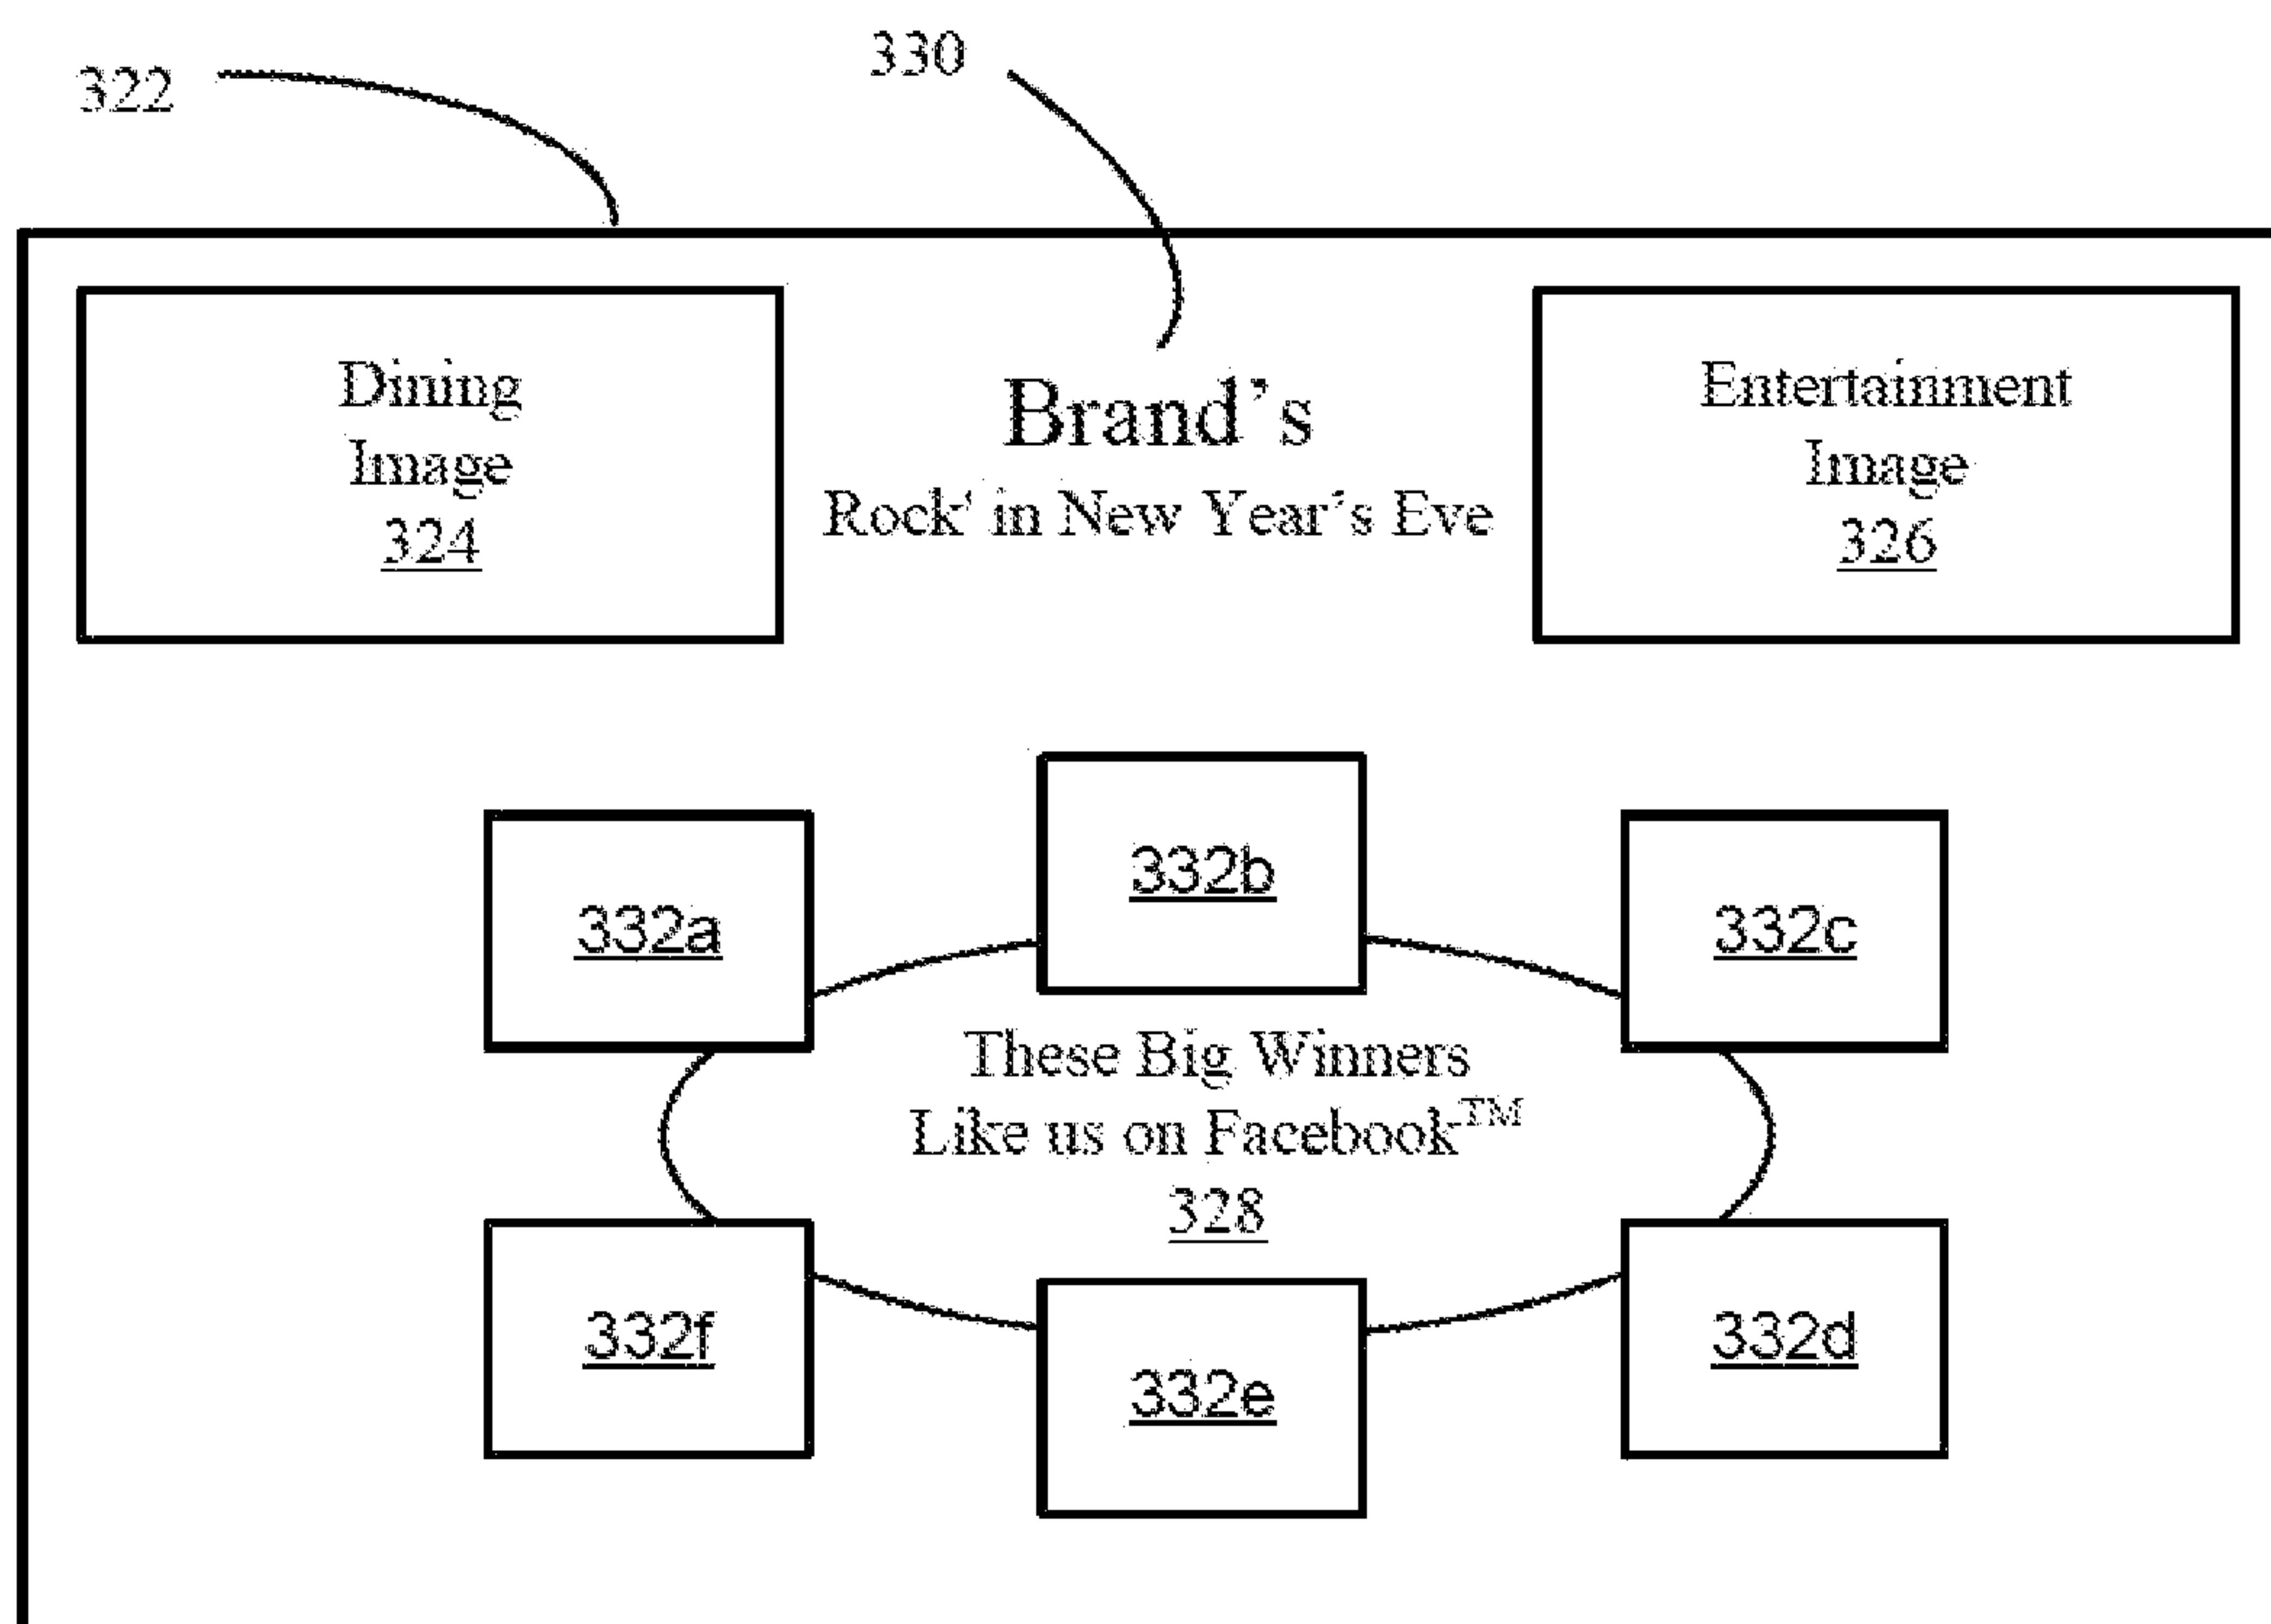 322
330
Dining
Image
324
Brand's
Rock' in New Year's Eve
Entertainment
Image
326
332a
332b
332c
These Big Winners
Like us on Facebook™
328
332f
332e
332d